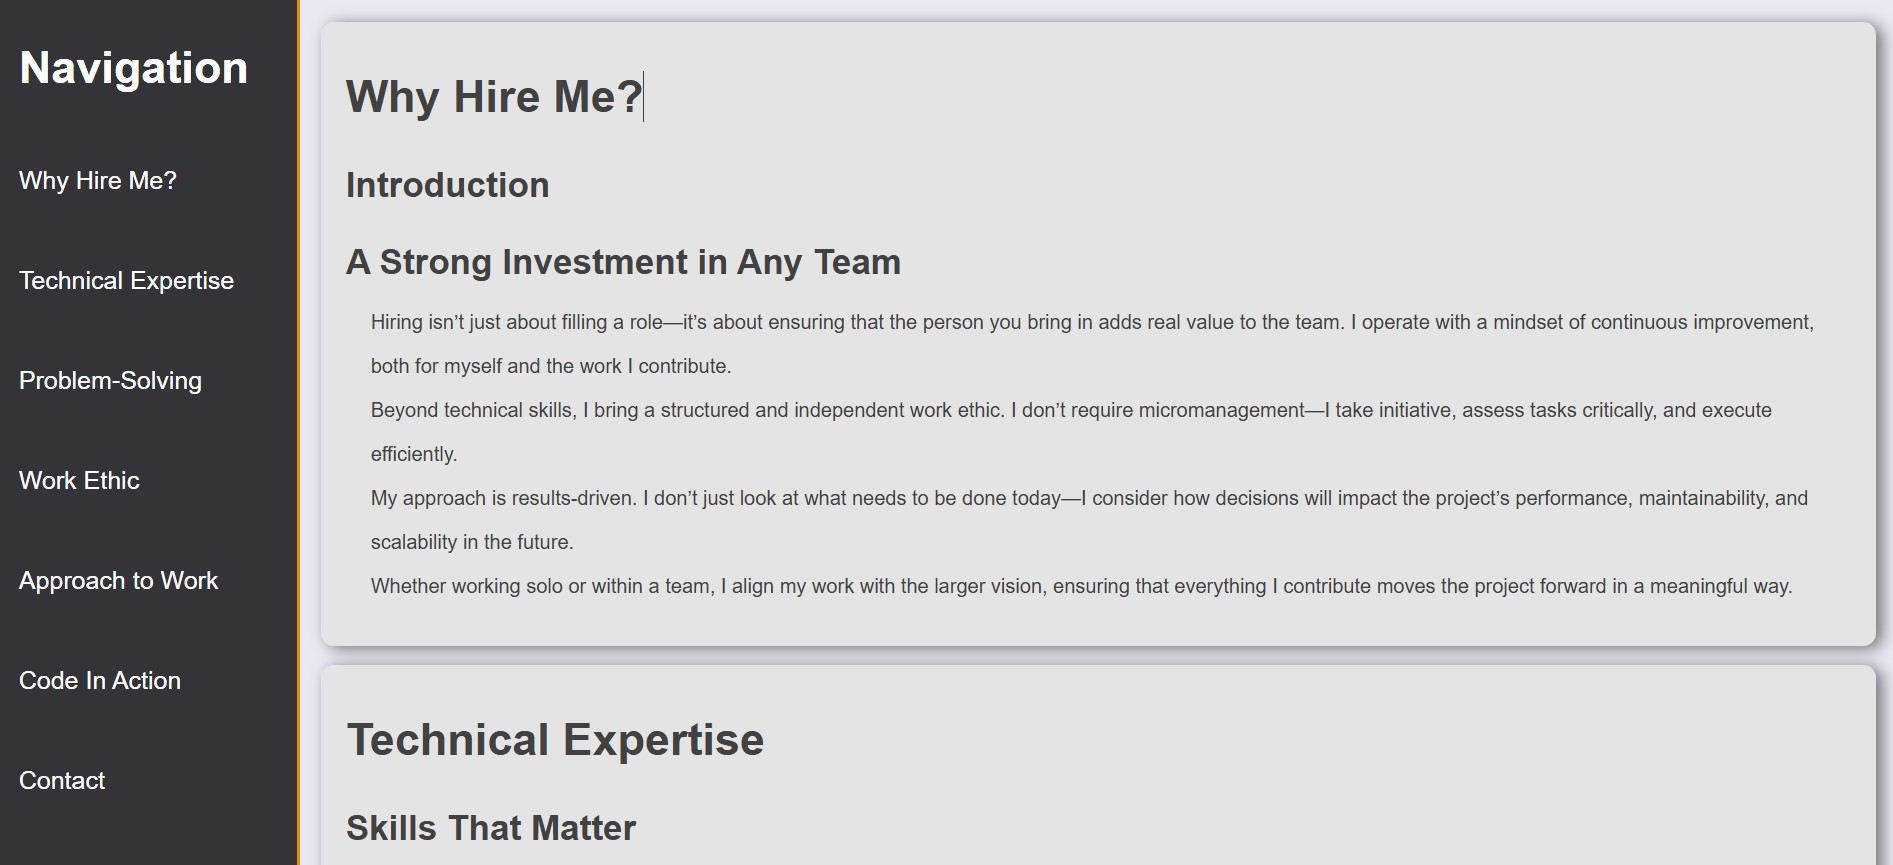 Navigation
Why Hire Me?
Technical Expertise
Problem-Solving
Work Ethic
Approach to Work
Code In Action
Contact
Why Hire Me?
Introduction
A Strong Investment in Any Team
Hiring isn’t just about filling a role—it’s about ensuring that the person you bring in adds real value to the team. I operate with a mindset of continuous improvement,
both for myself and the work I contribute.
Beyond technical skills, I bring a structured and independent work ethic. I don’t require micromanagement—I take initiative, assess tasks critically, and execute
efficiently.
My approach is results-driven. I don’t just look at what needs to be done today—I consider how decisions will impact the project’s performance, maintainability, and
scalability in the future.
Whether working solo or within a team, I align my work with the larger vision, ensuring that everything I contribute moves the project forward in a meaningful way.
Technical Expertise
Skills That Matter